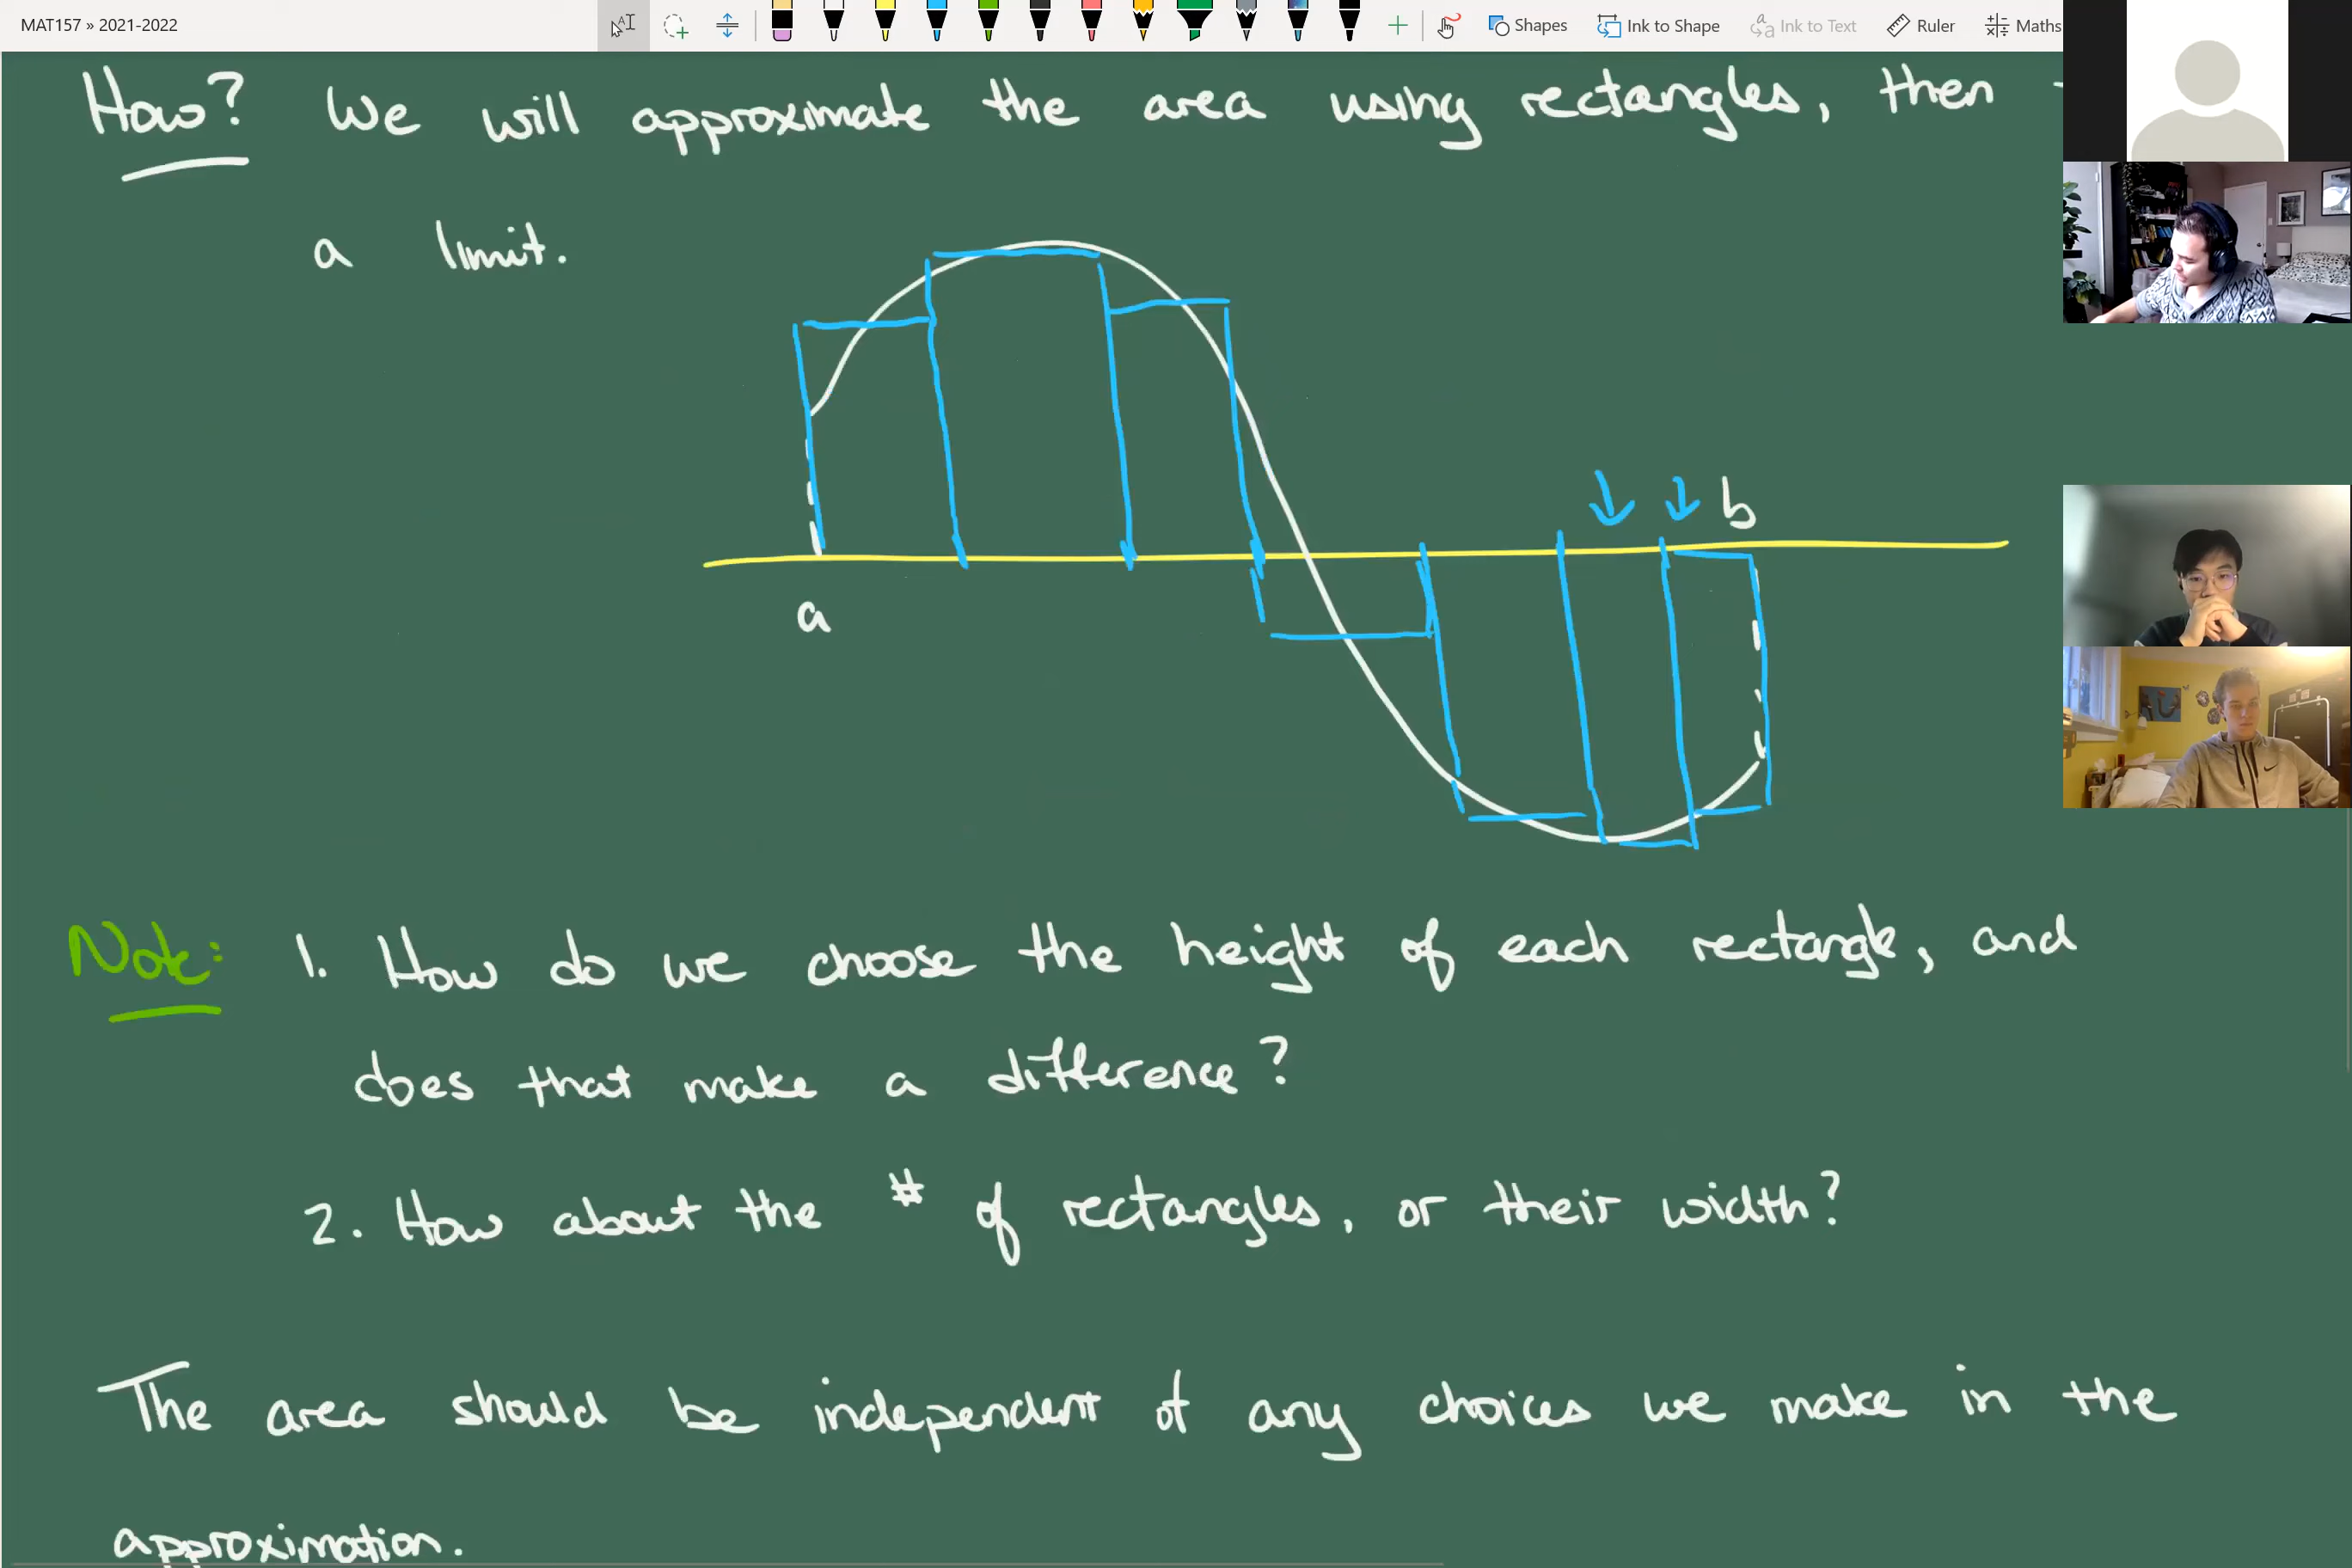 MAT157 » 2021-2022
Shapes Ink to Shape Ink to Text Ruler Maths
How? We will approximate the area using rectangles, then
a limit.
b
a
Note: 1. How do we choose the height of each rectangle, and
does that make a difference?
2. How about the # of rectangles, or their width?
The area should be independent of any choices we make in the
approximation.